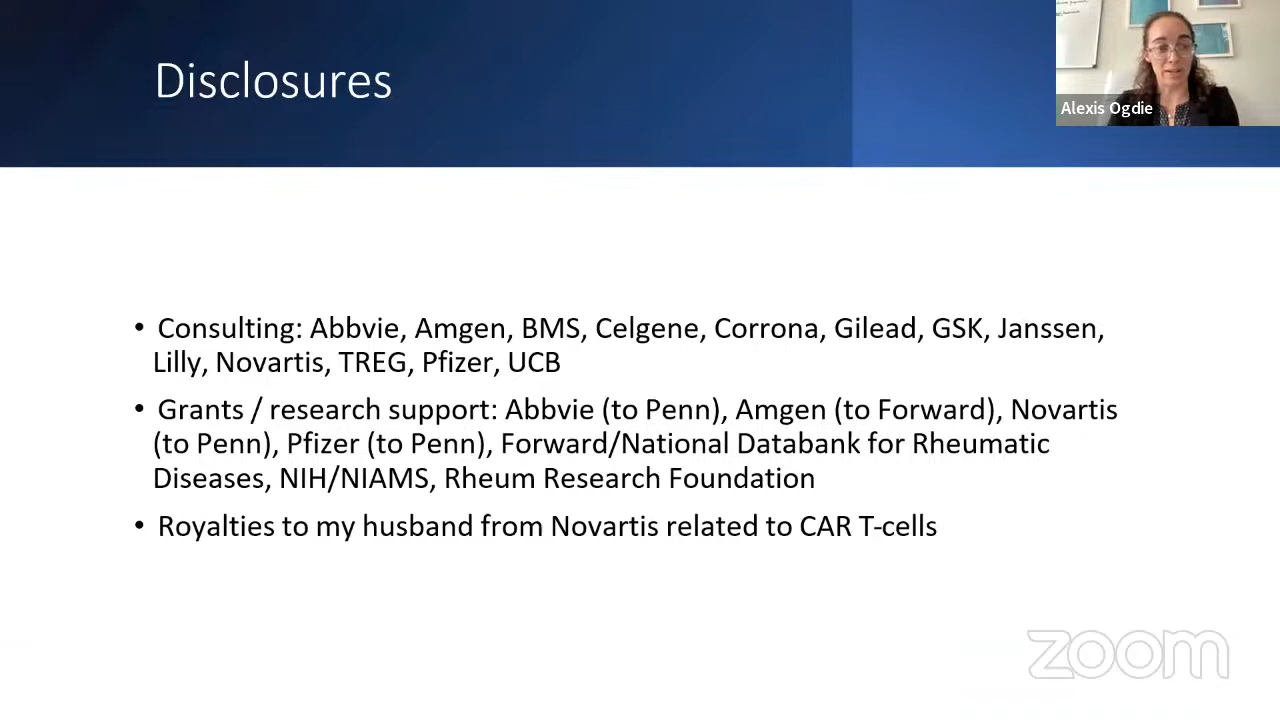 Disclosures
Alexis Ogdie
• Consulting: Abbvie, Amgen, BMS, Celgene, Corrona, Gilead, GSK, Janssen,
Lilly, Novartis, TREG, Pfizer, UCB
• Grants / research support: Abbvie (to Penn), Amgen (to Forward), Novartis
(to Penn), Pfizer (to Penn), Forward/National Databank for Rheumatic
Diseases, NIH/NIAMS, Rheum Research Foundation
• Royalties to my husband from Novartis related to CAR T-cells
zoom